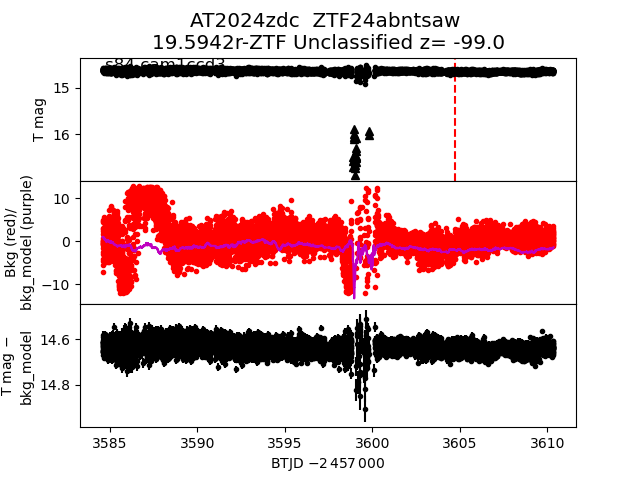 AT2024zdc ZTF24abntsaw
19.5942r-ZTF Unclassified z= -99.0
s84 cam1ccd3
T mag
15
16
Bkg (red)/
bkg_model (purple)
10
0
−10
T mag −
bkg_model
14.6
14.8
3585 3590 3595 3600 3605 3610
BTJD −2 457 000